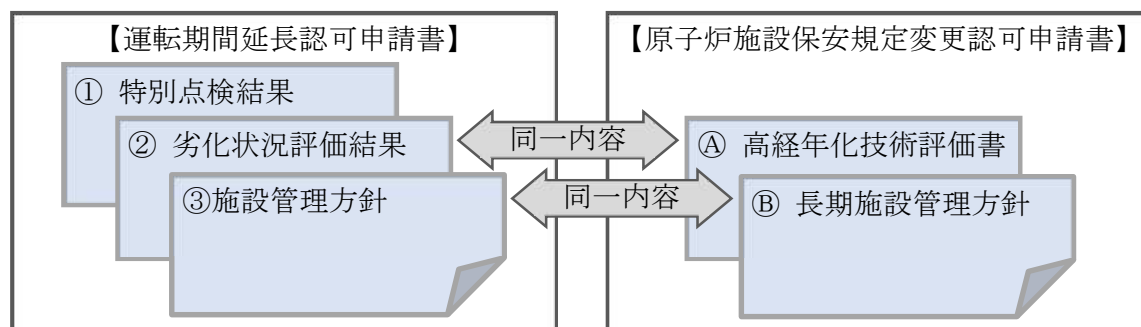 【運転期間延長認可申請書】
① 特別点検結果
② 劣化状況評価結果
③施設管理方針
同一内容
同一内容
【原子炉施設保安規定変更認可申請書】
Ⓐ 高経年化技術評価書
Ⓑ 長期施設管理方針